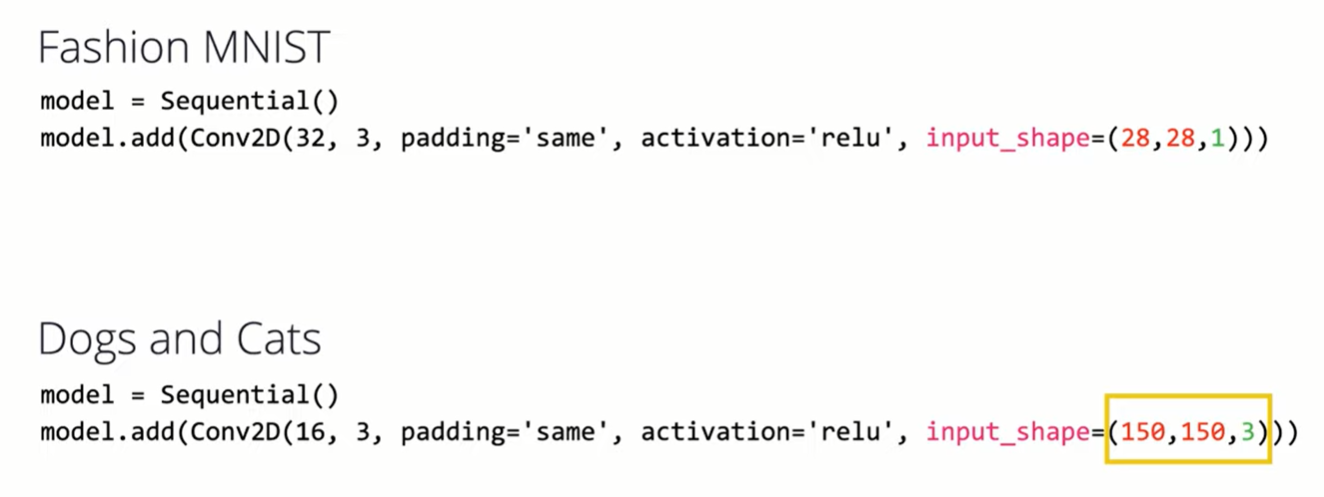 Fashion MNIST
model = Sequential()
model.add(Conv2D(32, 3, padding='same', activation='relu', input_shape=(28,28,1)))
Dogs and Cats
model = Sequential()
model.add(Conv2D(16, 3, padding='same', activation='relu', input_shape=(150,150,3)))